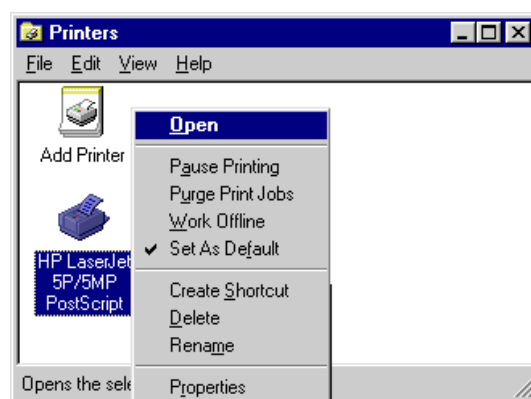 Printers
File Edit View Help
Add Printer
HP LaserJet
5P/5MP
PostScript
Open
Pause Printing
Purge Print Jobs
Work Offline
Set As Default
Create Shortcut
Delete
Rename
Properties
Opens the sele